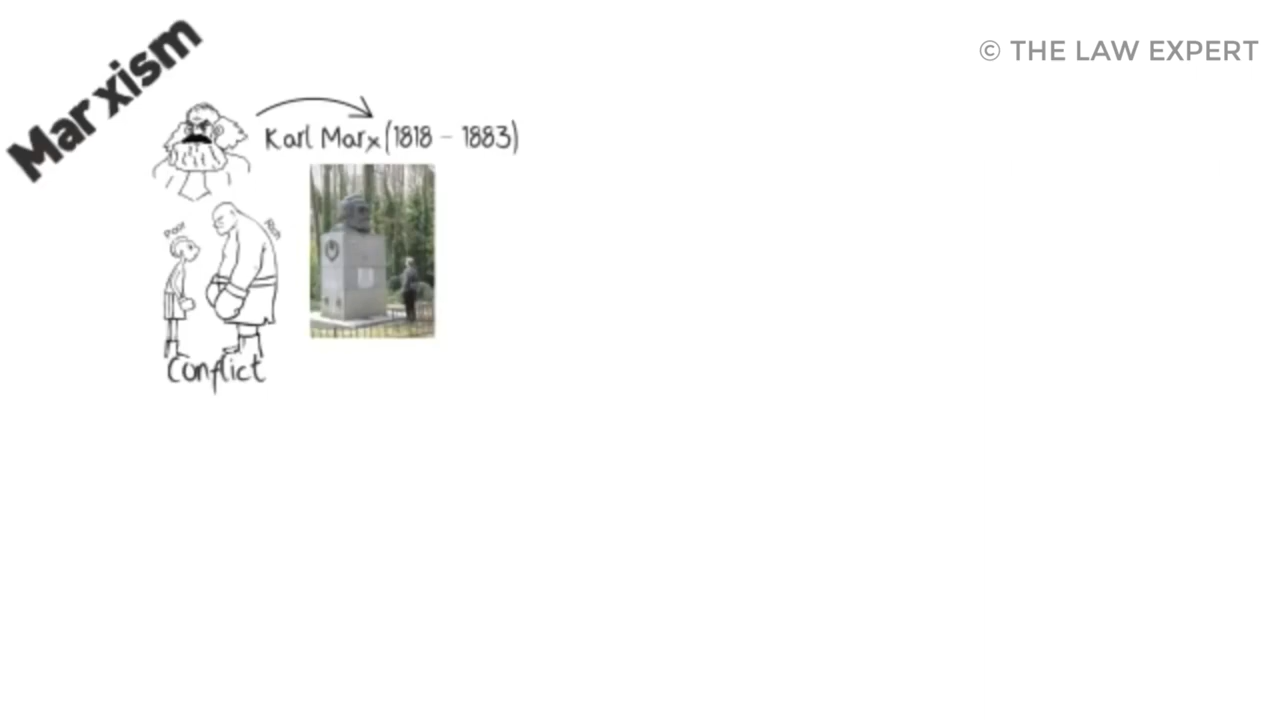 Marxism
© THE LAW EXPERT
Karl Marx (1818 - 1883)
Poor
Rich
Conflict